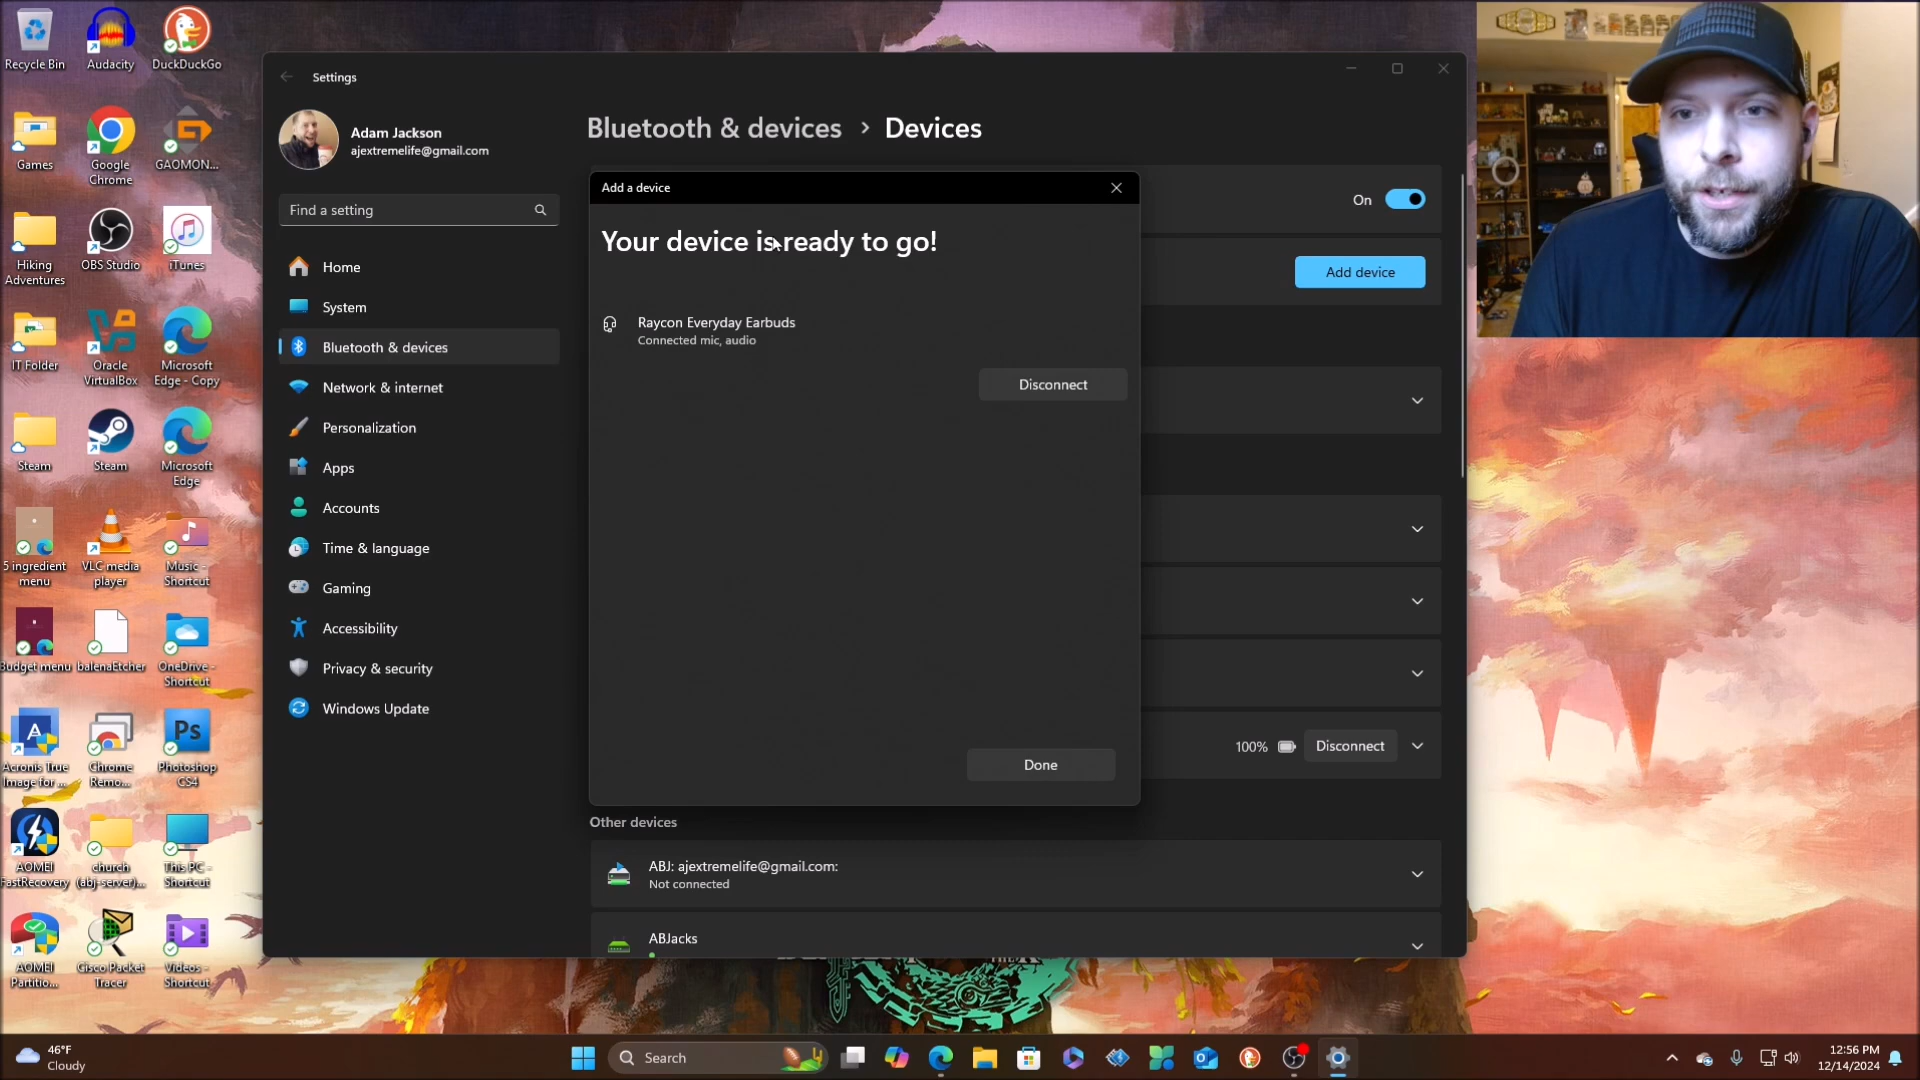 Recycle Bin
Audacity
DuckDuckGo
Games
Google
Chrome
GAOMON...
Hiking
Adventures
OBS Studio
iTunes
IT Folder
Oracle
VirtualBox
Microsoft
Edge - Copy
Steam
Steam
Microsoft
Edge
5 ingredient
menu
VLC media
player
Music -
Shortcut
Budget menu
balenaEtcher
OneDrive -
Shortcut
Acronis True
Image for ...
Chrome
Remo...
Ps
Photoshop
CS4
AOMEI
FastRecovery
church
(abj-server)...
This PC -
Shortcut
AOMEI
Partitio...
Cisco Packet
Tracer
Videos -
Shortcut
Settings
Adam Jackson
ajextremelife@gmail.com
Find a setting
Home
System
Bluetooth & devices
Network & internet
Personalization
Apps
Accounts
Time & language
Gaming
Accessibility
Privacy & security
Windows Update
Bluetooth & devices > Devices
On
Add device
Add a device
Your device is ready to go!
Raycon Everyday Earbuds
Connected mic, audio
Disconnect
Done
100%
Disconnect
Other devices
ABJ: ajextremelife@gmail.com:
Not connected
ABJacks
46°F
Cloudy
Search
12:56 PM
12/14/2024